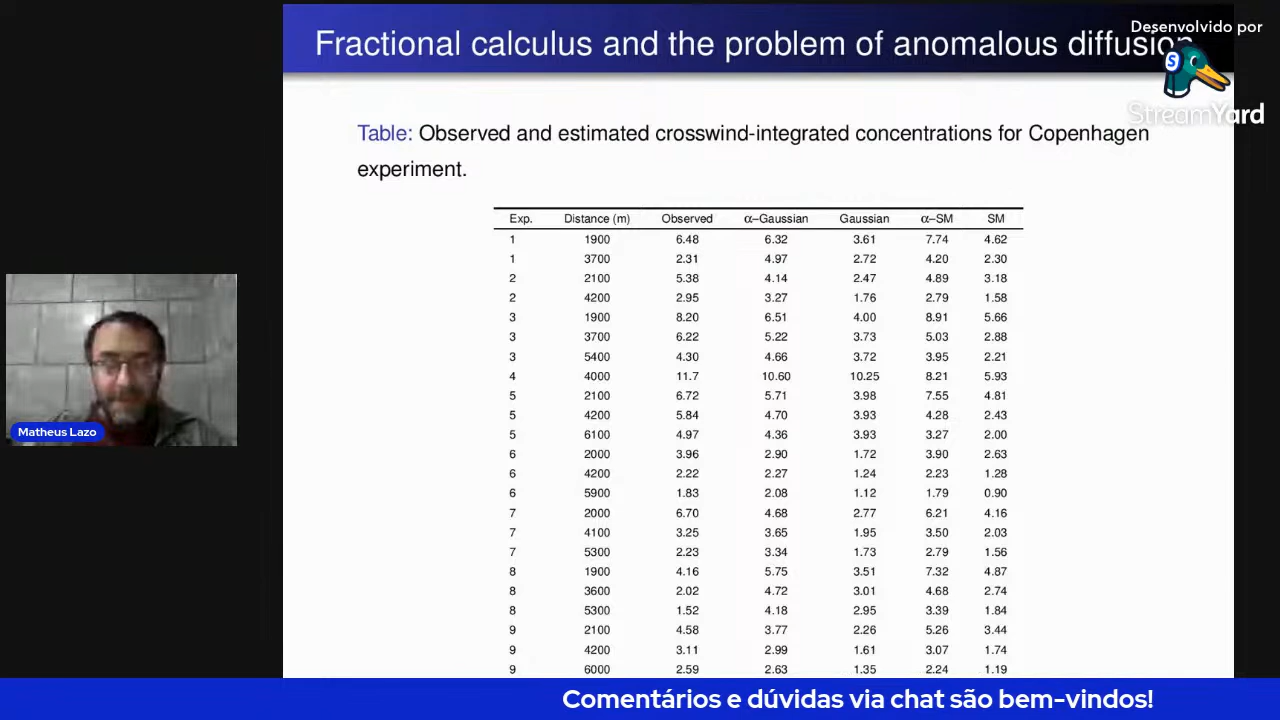 Fractional calculus and the problem of anomalous diffusion
Desenvolvido por
S
StreamYard
Table: Observed and estimated crosswind-integrated concentrations for Copenhagen
experiment.
Exp. Distance (m) Observed α–Gaussian Gaussian α–SM SM
1 1900 6.48 6.32 3.61 7.74 4.62
1 3700 2.31 4.97 2.72 4.20 2.30
2 2100 5.38 4.14 2.47 4.89 3.18
2 4200 2.95 3.27 1.76 2.79 1.58
3 1900 8.20 6.51 4.00 8.91 5.66
3 3700 6.22 5.22 3.73 5.03 2.88
3 5400 4.30 4.66 3.72 3.95 2.21
4 4000 11.7 10.60 10.25 8.21 5.93
5 2100 6.72 5.71 3.98 7.55 4.81
5 4200 5.84 4.70 3.93 4.28 2.43
5 6100 4.97 4.36 3.93 3.27 2.00
6 2000 3.96 2.90 1.72 3.90 2.63
6 4200 2.22 2.27 1.24 2.23 1.28
6 5900 1.83 2.08 1.12 1.79 0.90
7 2000 6.70 4.68 2.77 6.21 4.16
7 4100 3.25 3.65 1.95 3.50 2.03
7 5300 2.23 3.34 1.73 2.79 1.56
8 1900 4.16 5.75 3.51 7.32 4.87
8 3600 2.02 4.72 3.01 4.68 2.74
8 5300 1.52 4.18 2.95 3.39 1.84
9 2100 4.58 3.77 2.26 5.26 3.44
9 4200 3.11 2.99 1.61 3.07 1.74
9 6000 2.59 2.63 1.35 2.24 1.19
Matheus Lazo
Comentários e dúvidas via chat são bem-vindos!